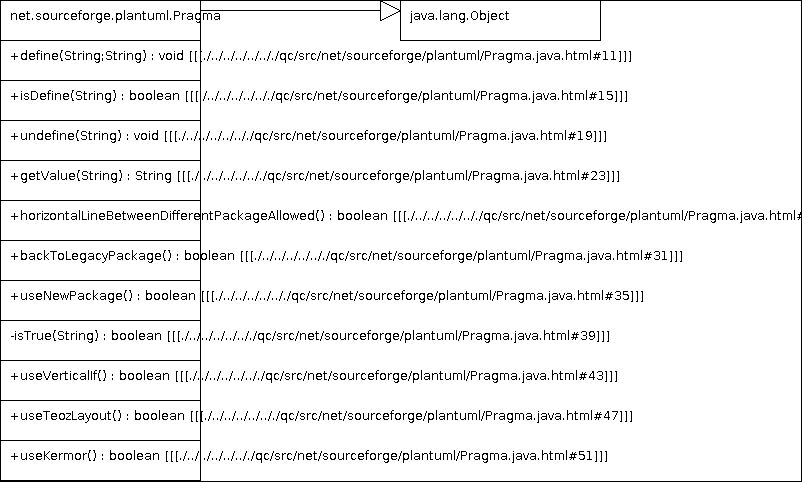 net.sourceforge.plantuml.Pragma
java.lang.Object
+define(String;String) : void [[[./../../../../../qc/src/net/sourceforge/plantuml/Pragma.java.html#11]]]
+isDefine(String) : boolean [[[./../../../../../../qc/src/net/sourceforge/plantuml/Pragma.java.html#15]]]
+undefine(String) : void [[[./../../../../../../qc/src/net/sourceforge/plantuml/Pragma.java.html#19]]]
+getValue(String) : String [[[./../../../../../../qc/src/net/sourceforge/plantuml/Pragma.java.html#23]]]
+horizontalLineBetweenDifferentPackageAllowed() : boolean [[[./../../../../../../qc/src/net/sourceforge/plantuml/Pragma.java.html#
+backToLegacyPackage() : boolean [[[./../../../../../../qc/src/net/sourceforge/plantuml/Pragma.java.html#31]]]
+useNewPackage() : boolean [[[./../../../../../../qc/src/net/sourceforge/plantuml/Pragma.java.html#35]]]
-isTrue(String) : boolean [[[./../../../../../../qc/src/net/sourceforge/plantuml/Pragma.java.html#39]]]
+useVerticalIf() : boolean [[[./../../../../../../qc/src/net/sourceforge/plantuml/Pragma.java.html#43]]]
+useTeozLayout() : boolean [[[./../../../../../../qc/src/net/sourceforge/plantuml/Pragma.java.html#47]]]
+useKermor() : boolean [[[./../../../../../../qc/src/net/sourceforge/plantuml/Pragma.java.html#51]]]